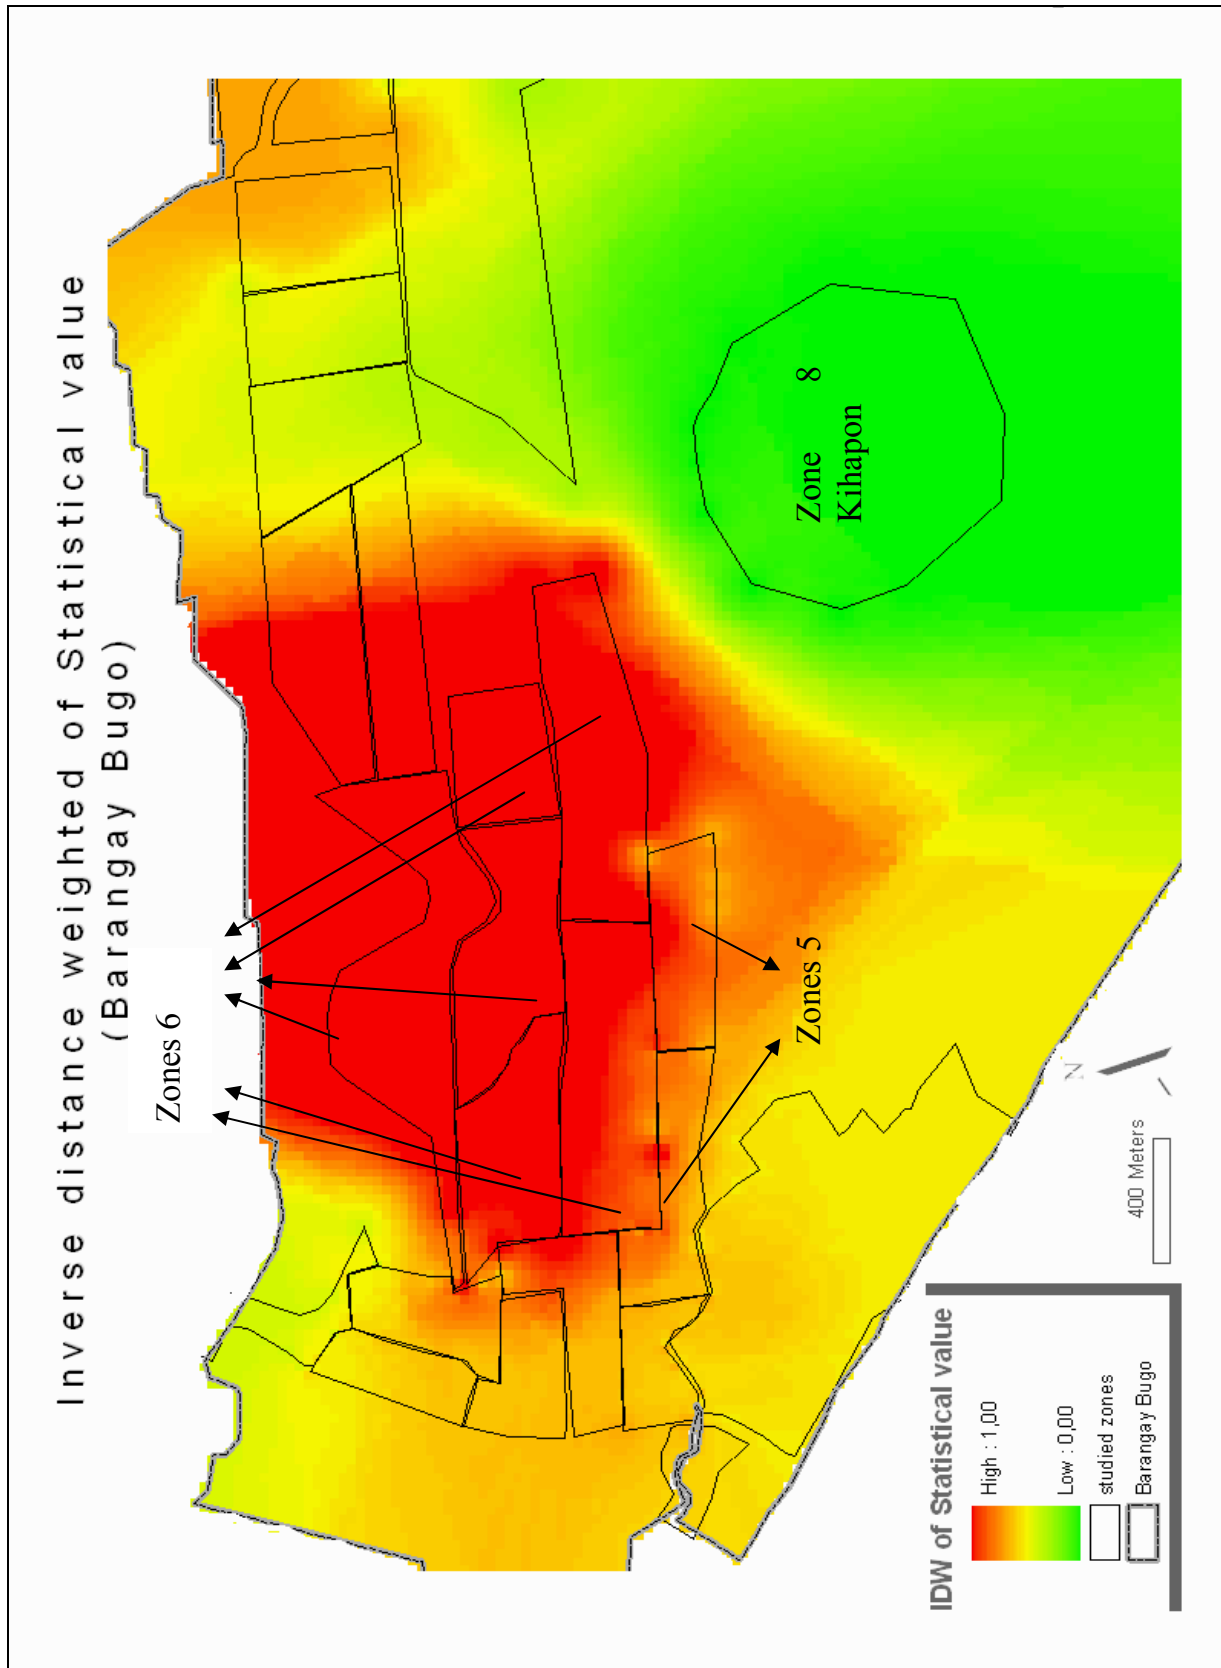 Inverse distance weighted of Statistical value
(Barangay Bugo)
Zones 6
Zone 8
Kihapon
Zones 5
N
400 Meters
IDW of Statistical value
High : 1,00
Low : 0,00
studied zones
Barangay Bugo